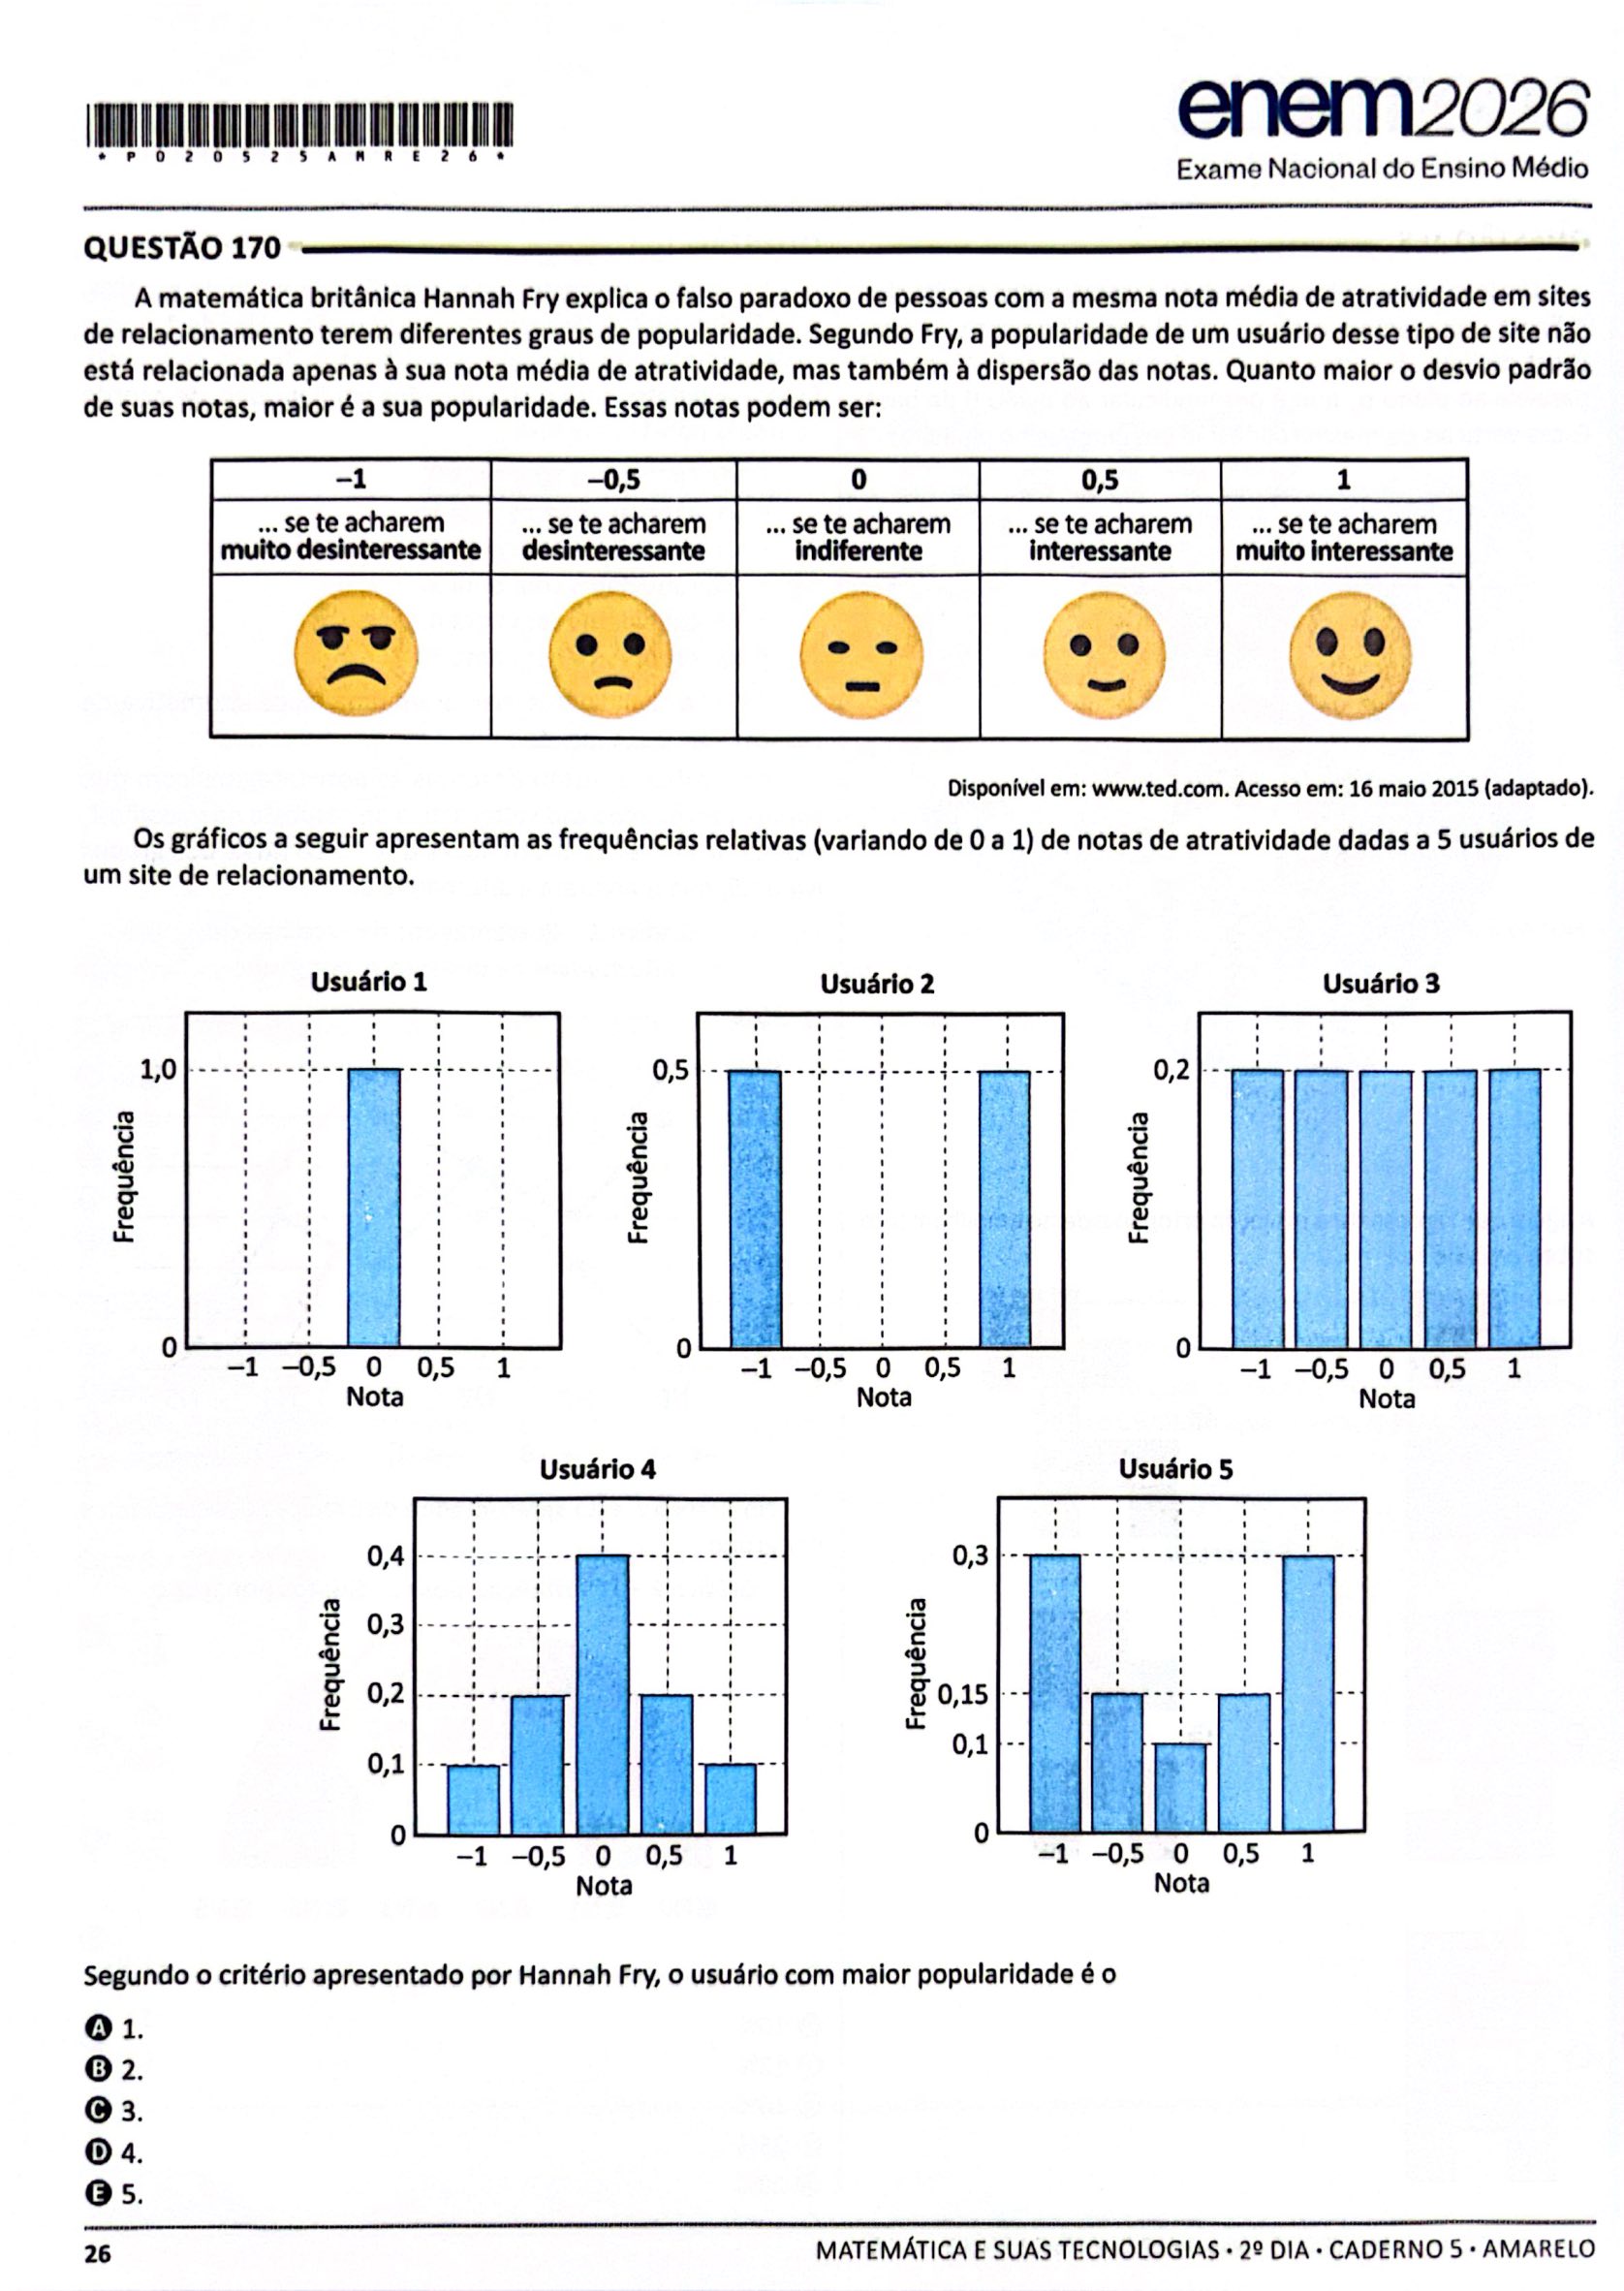 *P020525AMRE26*
enem2026
Exame Nacional do Ensino Médio
QUESTÃO 170
A matemática britânica Hannah Fry explica o falso paradoxo de pessoas com a mesma nota média de atratividade em sites
de relacionamento terem diferentes graus de popularidade. Segundo Fry, a popularidade de um usuário desse tipo de site não
está relacionada apenas à sua nota média de atratividade, mas também à dispersão das notas. Quanto maior o desvio padrão
de suas notas, maior é a sua popularidade. Essas notas podem ser:
–1 –0,5 0 0,5 1
... se te acharem ... se te acharem ... se te acharem ... se te acharem ... se te acharem
muito desinteressante desinteressante indiferente interessante muito interessante
Disponível em: www.ted.com. Acesso em: 16 maio 2015 (adaptado).
Os gráficos a seguir apresentam as frequências relativas (variando de 0 a 1) de notas de atratividade dadas a 5 usuários de
um site de relacionamento.
Usuário 1
1,0
0
Frequência
–1 –0,5 0 0,5 1
Nota
Usuário 2
0,5
0
Frequência
–1 –0,5 0 0,5 1
Nota
Usuário 3
0,2
0
Frequência
–1 –0,5 0 0,5 1
Nota
Usuário 4
0,4
0,3
0,2
0,1
0
Frequência
–1 –0,5 0 0,5 1
Nota
Usuário 5
0,3
0,15
0,1
0
Frequência
–1 –0,5 0 0,5 1
Nota
Segundo o critério apresentado por Hannah Fry, o usuário com maior popularidade é o
A 1.
B 2.
C 3.
D 4.
E 5.
26
MATEMÁTICA E SUAS TECNOLOGIAS • 2º DIA • CADERNO 5 • AMARELO